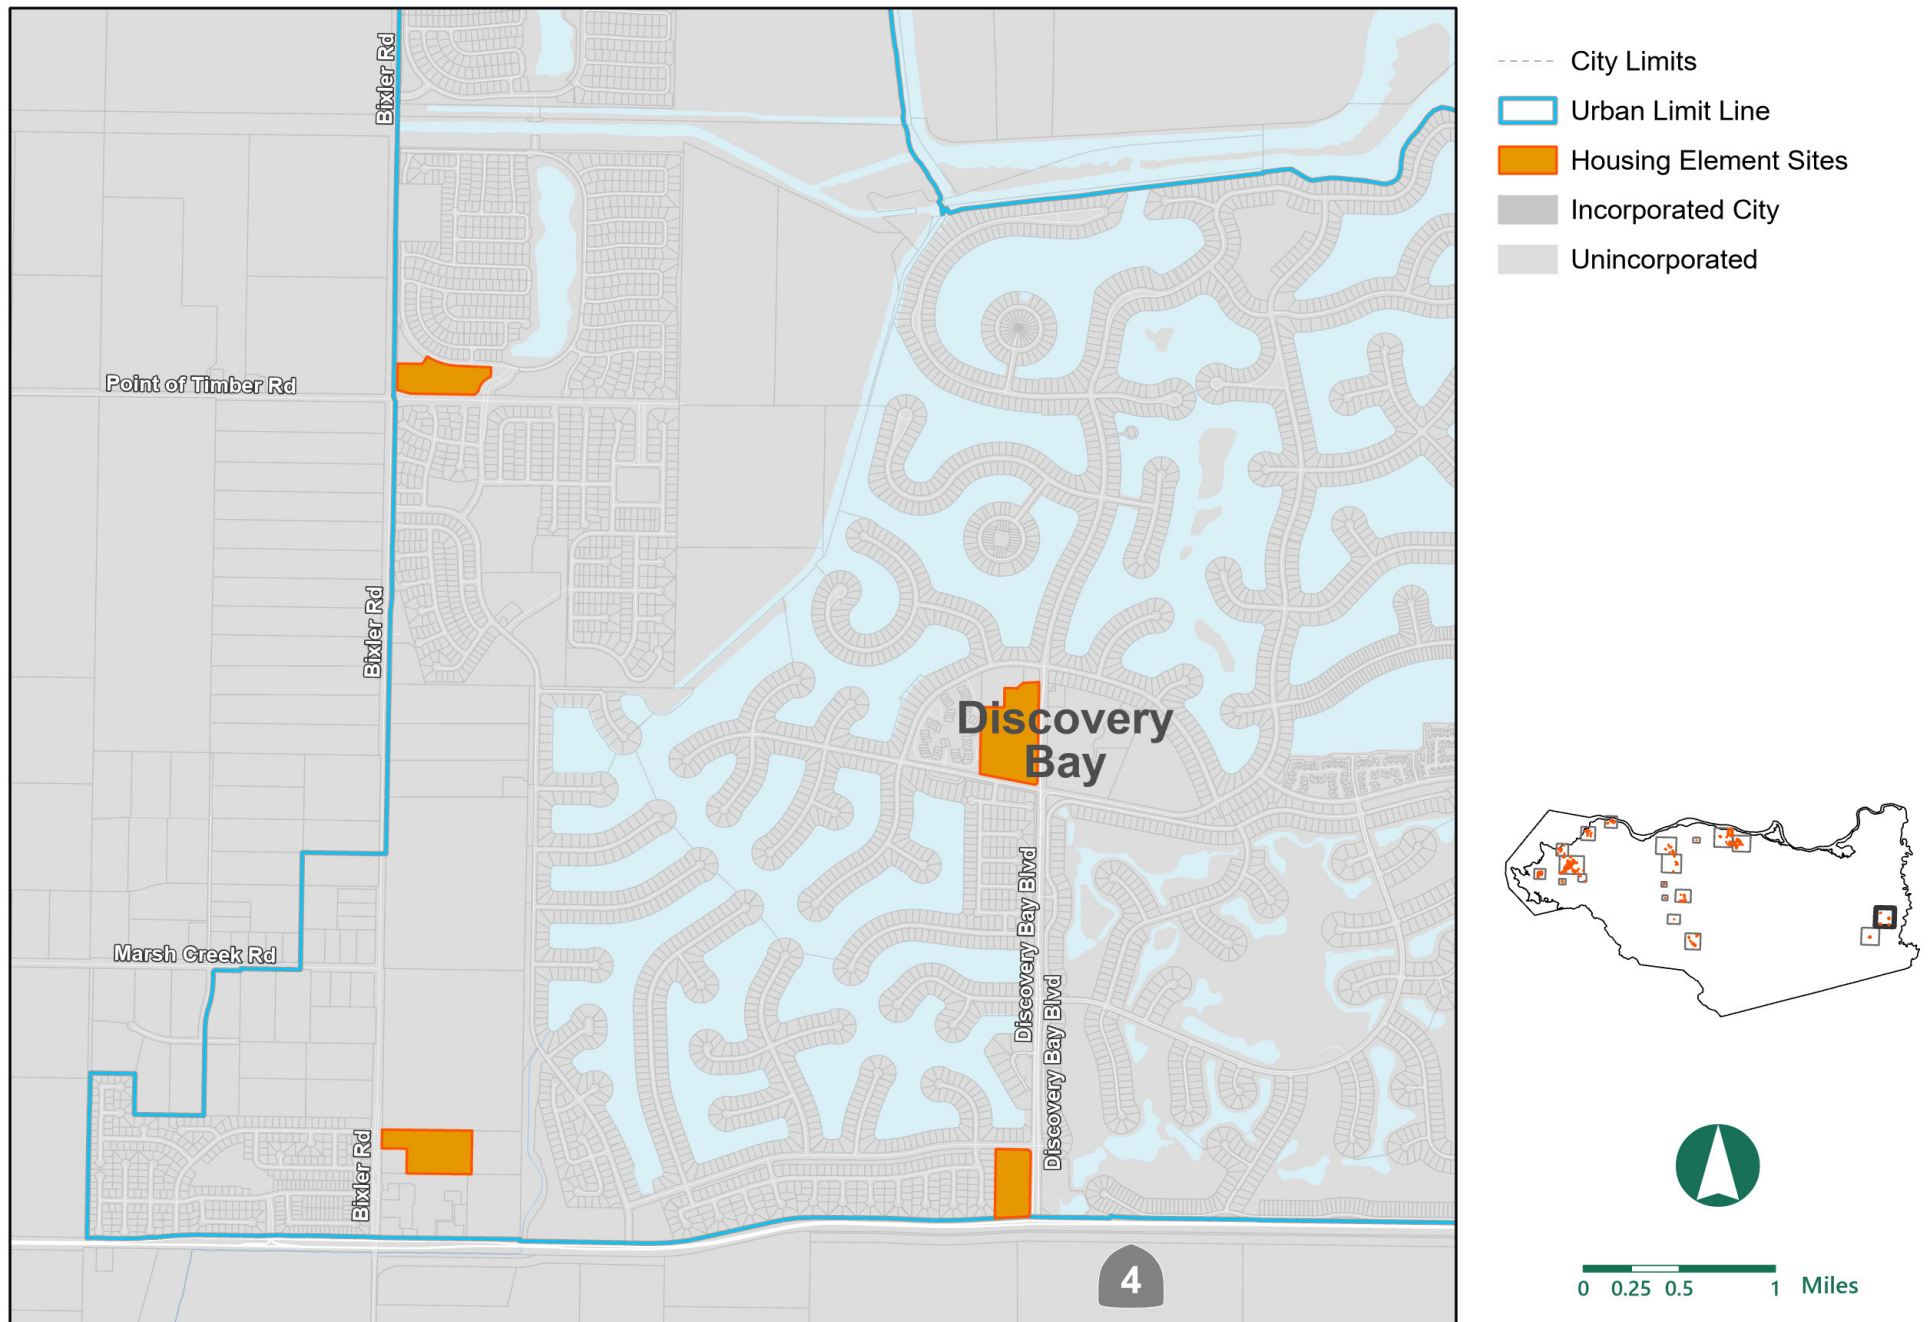 Bixler Rd
Point of Timber Rd
Bixler Rd
Discovery
Bay
Marsh Creek Rd
Discovery Bay Blvd
Discovery Bay Blvd
Bixler Rd
4
City Limits
Urban Limit Line
Housing Element Sites
Incorporated City
Unincorporated
0 0.25 0.5 1 Miles